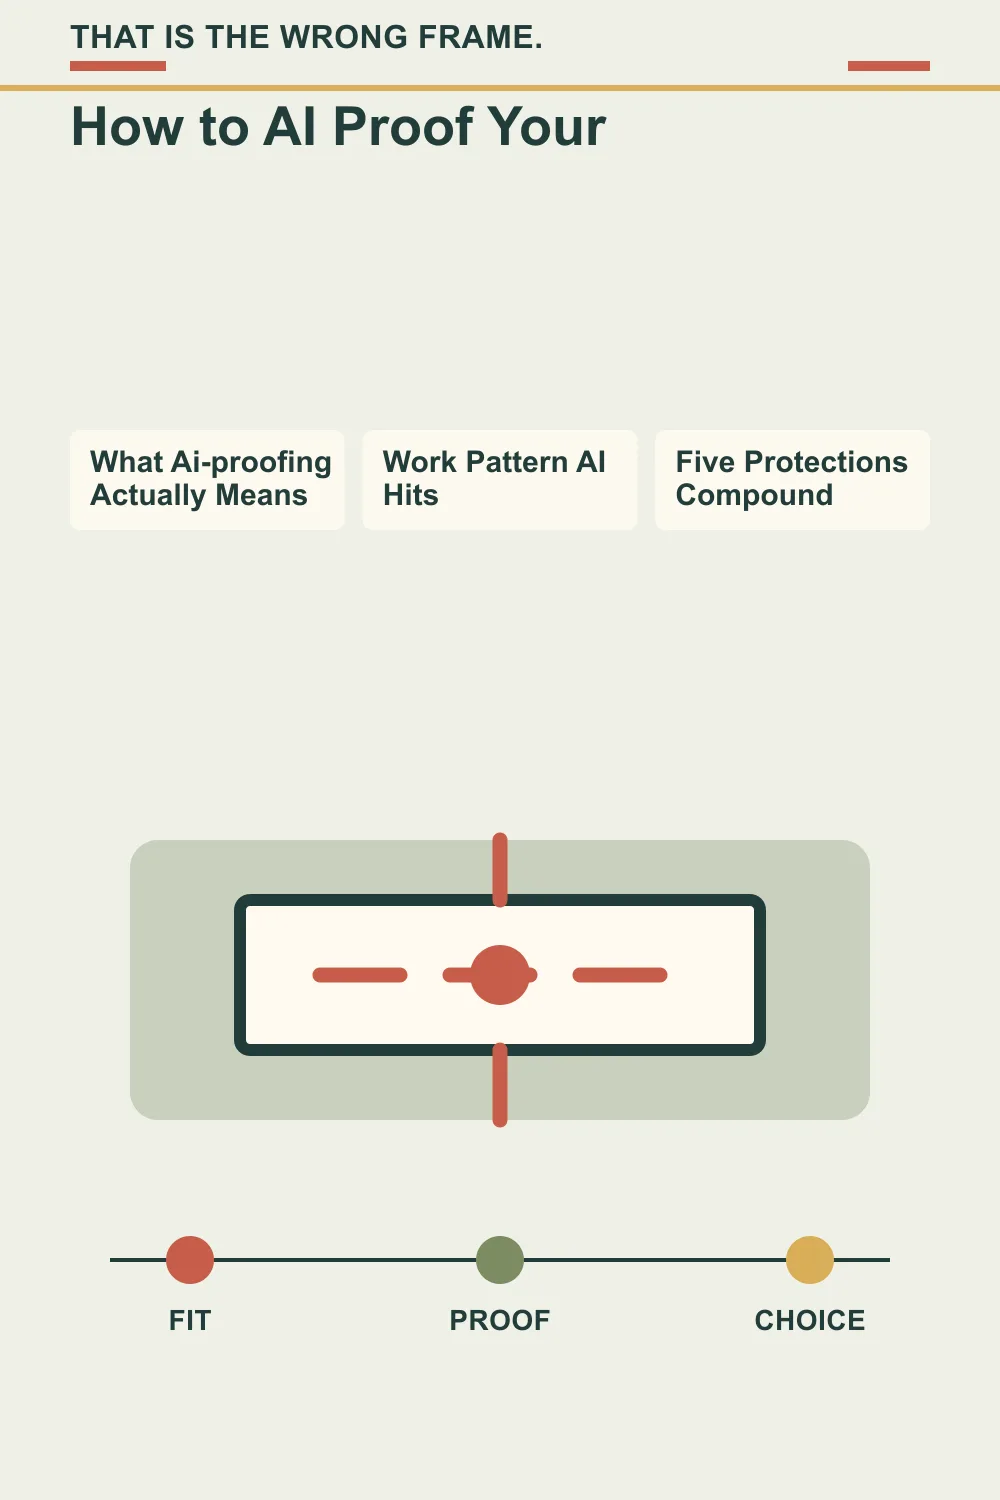 THAT IS THE WRONG FRAME.
How to AI Proof Your
What Ai-proofing
Actually Means
Work Pattern AI
Hits
Five Protections
Compound
FIT
PROOF
CHOICE